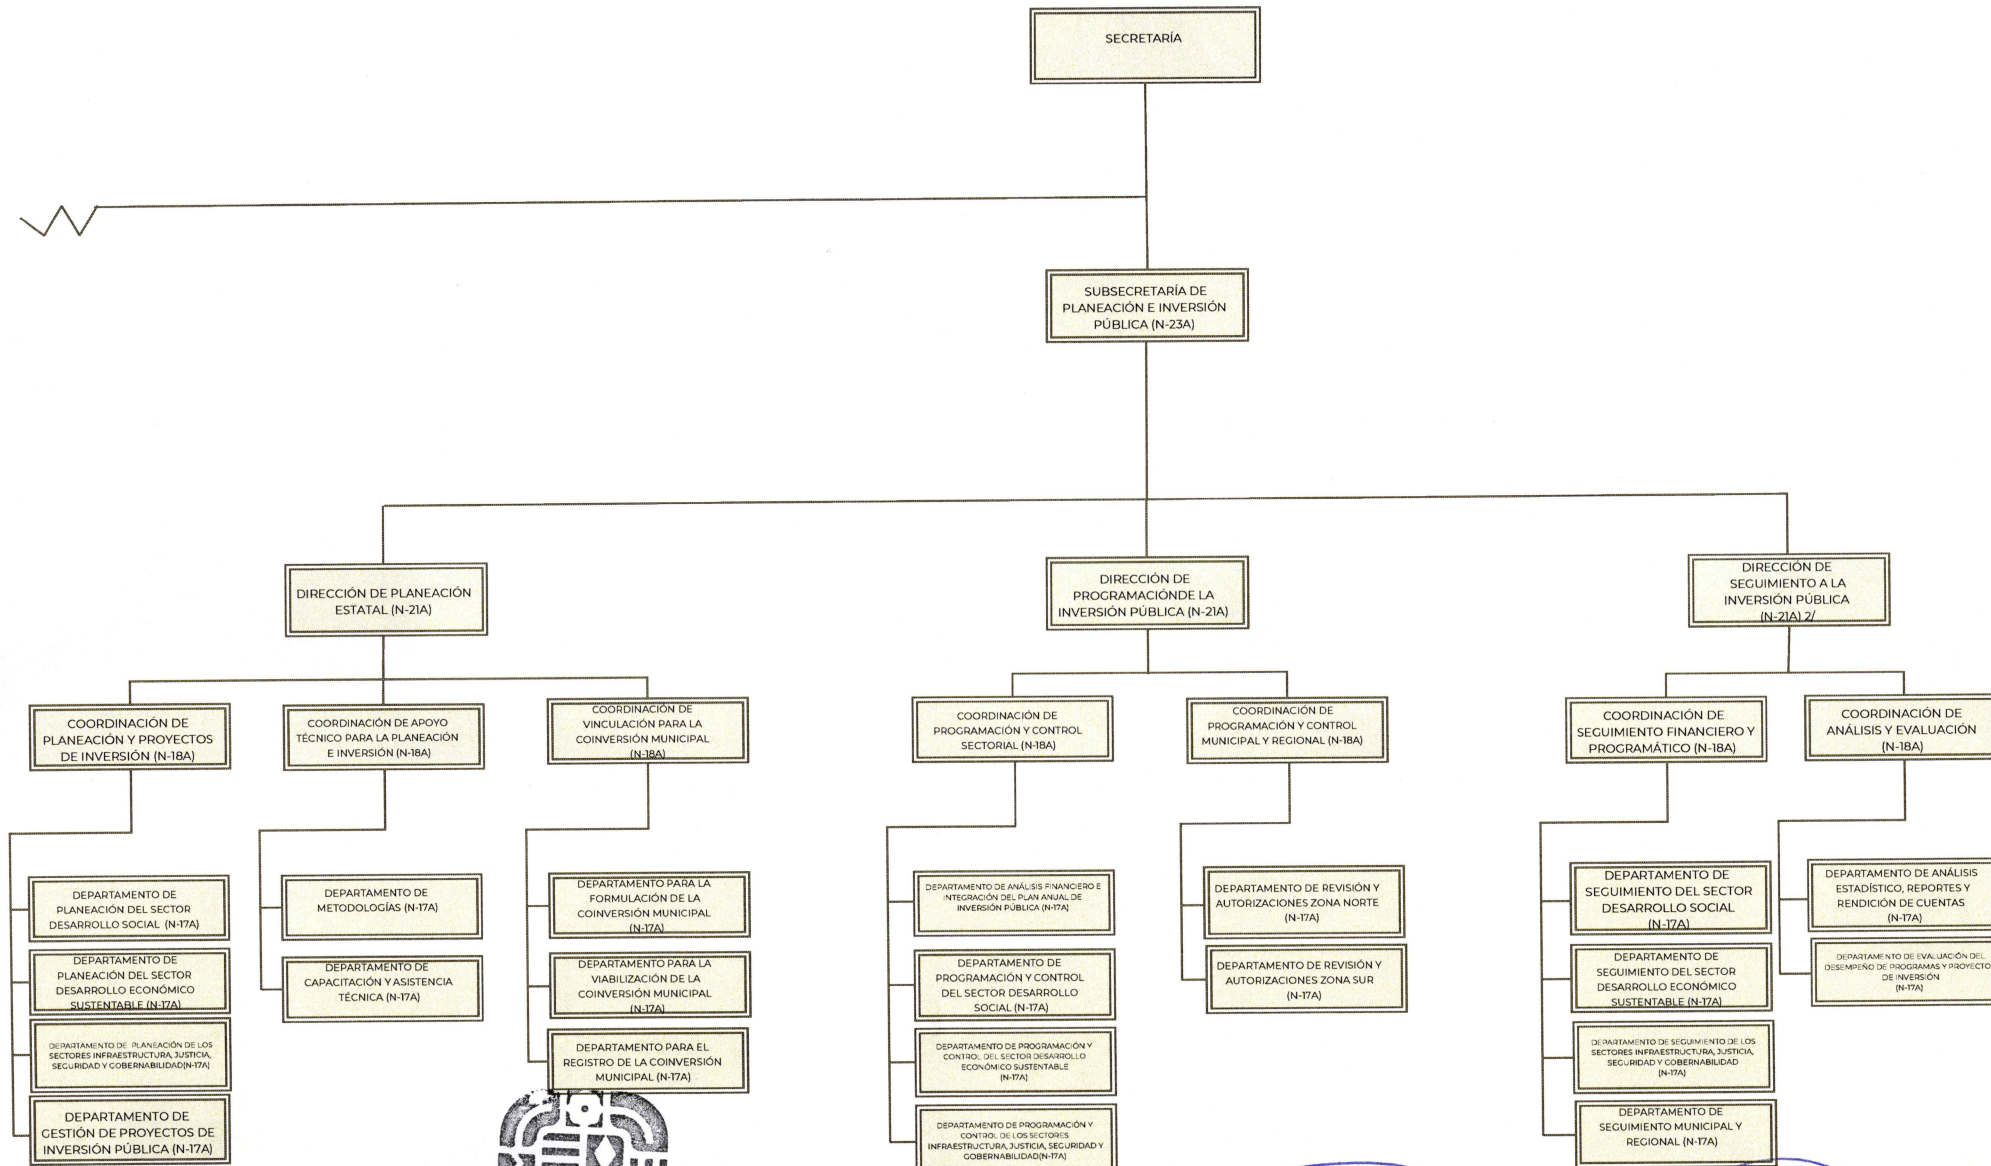 SECRETARÍA
SUBSECRETARÍA DE
PLANEACIÓN E INVERSIÓN
PÚBLICA (N-23A)
DIRECCIÓN DE PLANEACIÓN
ESTATAL (N-21A)
DIRECCIÓN DE
PROGRAMACIÓNDE LA
INVERSIÓN PÚBLICA (N-21A)
DIRECCIÓN DE
SEGUIMIENTO A LA
INVERSIÓN PÚBLICA
(N-21A) 2/
COORDINACIÓN DE
PLANEACIÓN Y PROYECTOS
DE INVERSIÓN (N-18A)
COORDINACIÓN DE APOYO
TÉCNICO PARA LA PLANEACIÓN
E INVERSIÓN (N-18A)
COORDINACIÓN DE
VINCULACIÓN PARA LA
COINVERSIÓN MUNICIPAL
(N-18A)
COORDINACIÓN DE
PROGRAMACIÓN Y CONTROL
SECTORIAL (N-18A)
COORDINACIÓN DE
PROGRAMACIÓN Y CONTROL
MUNICIPAL Y REGIONAL (N-18A)
COORDINACIÓN DE
SEGUIMIENTO FINANCIERO Y
PROGRAMÁTICO (N-18A)
COORDINACIÓN DE
ANÁLISIS Y EVALUACIÓN
(N-18A)
DEPARTAMENTO DE
PLANEACIÓN DEL SECTOR
DESARROLLO SOCIAL (N-17A)
DEPARTAMENTO DE
PLANEACIÓN DEL SECTOR
DESARROLLO ECONÓMICO
SUSTENTABLE (N-17A)
DEPARTAMENTO DE PLANEACIÓN DE LOS
SECTORES INFRAESTRUCTURA, JUSTICIA,
SEGURIDAD Y GOBERNABILIDAD(N-17A)
DEPARTAMENTO DE
GESTIÓN DE PROYECTOS DE
INVERSIÓN PÚBLICA (N-17A)
DEPARTAMENTO DE
METODOLOGÍAS (N-17A)
DEPARTAMENTO DE
CAPACITACIÓN Y ASISTENCIA
TÉCNICA (N-17A)
DEPARTAMENTO PARA LA
FORMULACIÓN DE LA
COINVERSIÓN MUNICIPAL
(N-17A)
DEPARTAMENTO PARA LA
VIABILIZACIÓN DE LA
COINVERSIÓN MUNICIPAL
(N-17A)
DEPARTAMENTO PARA EL
REGISTRO DE LA COINVERSIÓN
MUNICIPAL (N-17A)
DEPARTAMENTO DE ANÁLISIS FINANCIERO E
INTEGRACIÓN DEL PLAN ANUAL DE
INVERSIÓN PÚBLICA (N-17A)
DEPARTAMENTO DE
PROGRAMACIÓN Y CONTROL
DEL SECTOR DESARROLLO
SOCIAL (N-17A)
DEPARTAMENTO DE PROGRAMACIÓN Y
CONTROL DEL SECTOR DESARROLLO
ECONÓMICO SUSTENTABLE
(N-17A)
DEPARTAMENTO DE PROGRAMACIÓN Y
CONTROL DE LOS SECTORES
INFRAESTRUCTURA, JUSTICIA, SEGURIDAD Y
GOBERNABILIDAD(N-17A)
DEPARTAMENTO DE REVISIÓN Y
AUTORIZACIONES ZONA NORTE
(N-17A)
DEPARTAMENTO DE REVISIÓN Y
AUTORIZACIONES ZONA SUR
(N-17A)
DEPARTAMENTO DE
SEGUIMIENTO DEL SECTOR
DESARROLLO SOCIAL
(N-17A)
DEPARTAMENTO DE
SEGUIMIENTO DEL SECTOR
DESARROLLO ECONÓMICO
SUSTENTABLE (N-17A)
DEPARTAMENTO DE SEGUIMIENTO DE LOS
SECTORES INFRAESTRUCTURA, JUSTICIA,
SEGURIDAD Y GOBERNABILIDAD
(N-17A)
DEPARTAMENTO DE
SEGUIMIENTO MUNICIPAL Y
REGIONAL (N-17A)
DEPARTAMENTO DE ANÁLISIS
ESTADÍSTICO, REPORTES Y
RENDICIÓN DE CUENTAS
(N-17A)
DEPARTAMENTO DE EVALUACIÓN DEL
DESEMPEÑO DE PROGRAMAS Y PROYECTO
DE INVERSIÓN
(N-17A)